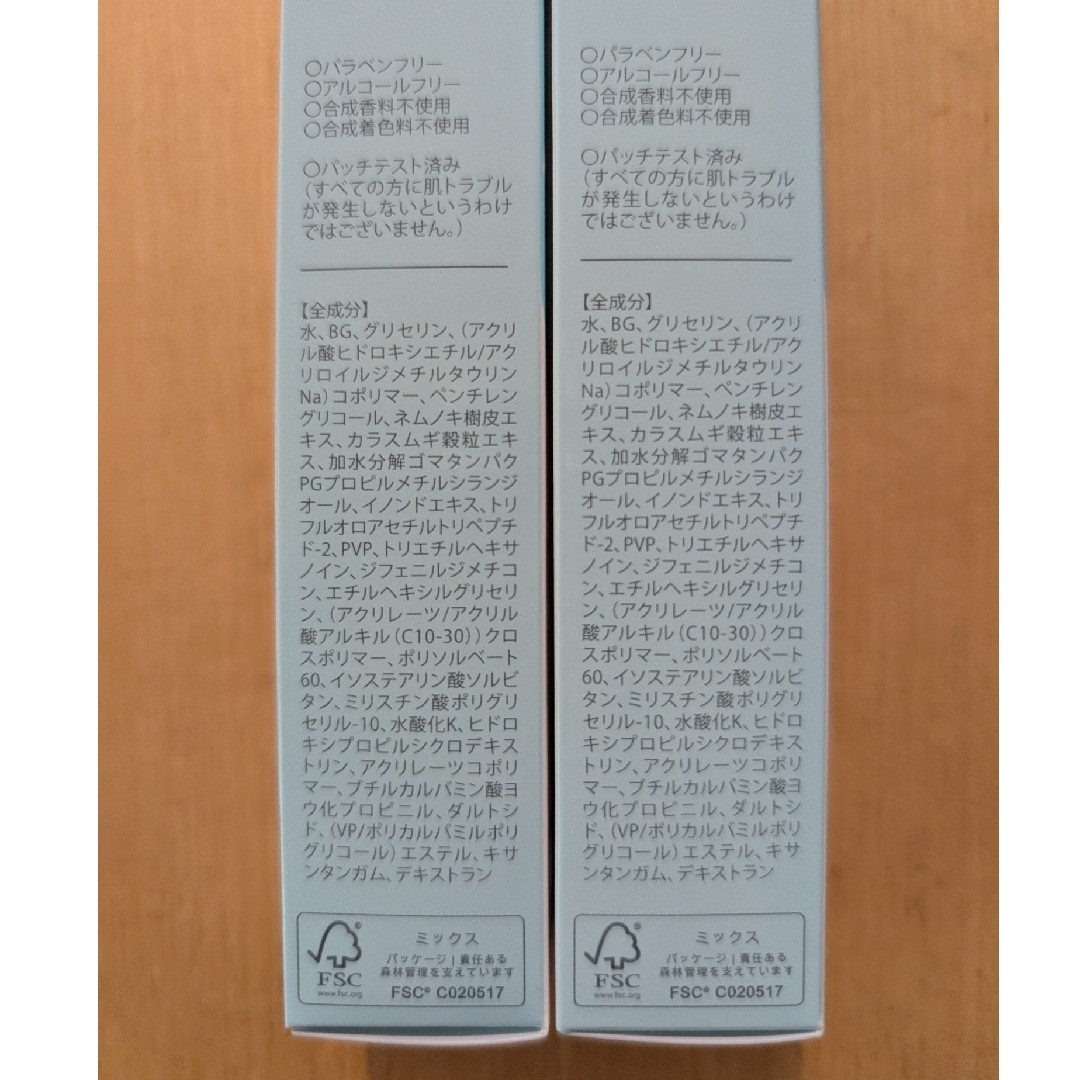 ○パラベンフリー
○アルコールフリー
○合成香料不使用
○合成着色料不使用
○パッチテスト済み
(すべての方に肌トラブル
が発生しないというわけ
ではございません。)
【全成分】
水、BG、グリセリン、(アクリ
ル酸ヒドロキシエチル/アク
リロイルジメチルタウリン
Na)コポリマー、ペンチレン
グリコール、ネムノキ樹皮エ
キス、カラスムギ穀粒エキ
ス、加水分解ゴマタンパク
PGプロピルメチルシランジ
オール、イノンドエキス、トリ
フルオロアセチルトリペプチ
ド-2、PVP、トリエチルヘキサ
ノイン、ジフェニルジメチコ
ン、エチルヘキシルグリセリ
ン、(アクリレーツ/アクリル
酸アルキル(C10-30))クロ
スポリマー、ポリソルベート
60、イソステアリン酸ソルビ
タン、ミリスチン酸ポリグリ
セリル-10、水酸化K、ヒドロ
キシプロピルシクロデキス
トリン、アクリレーツコポリ
マー、ブチルカルバミン酸ヨ
ウ化プロピニル、ダルトシ
ド、(VP/ポリカルバミルポリ
グリコール)エステル、キサ
ンタンガム、デキストラン
FSC
www.fsc.org
ミックス
パッケージ|責任ある
森林管理を支えています
FSC® C020517
○パラベンフリー
○アルコールフリー
○合成香料不使用
○合成着色料不使用
○パッチテスト済み
(すべての方に肌トラブル
が発生しないというわけ
ではございません。)
【全成分】
水、BG、グリセリン、(アクリ
ル酸ヒドロキシエチル/アク
リロイルジメチルタウリン
Na)コポリマー、ペンチレン
グリコール、ネムノキ樹皮エ
キス、カラスムギ穀粒エキ
ス、加水分解ゴマタンパク
PGプロピルメチルシランジ
オール、イノンドエキス、トリ
フルオロアセチルトリペプチ
ド-2、PVP、トリエチルヘキサ
ノイン、ジフェニルジメチコ
ン、エチルヘキシルグリセリ
ン、(アクリレーツ/アクリル
酸アルキル(C10-30))クロ
スポリマー、ポリソルベート
60、イソステアリン酸ソルビ
タン、ミリスチン酸ポリグリ
セリル-10、水酸化K、ヒドロ
キシプロピルシクロデキス
トリン、アクリレーツコポリ
マー、ブチルカルバミン酸ヨ
ウ化プロピニル、ダルトシ
ド、(VP/ポリカルバミルポリ
グリコール)エステル、キサ
ンタンガム、デキストラン
FSC
www.fsc.org
ミックス
パッケージ|責任ある
森林管理を支えています
FSC® C020517